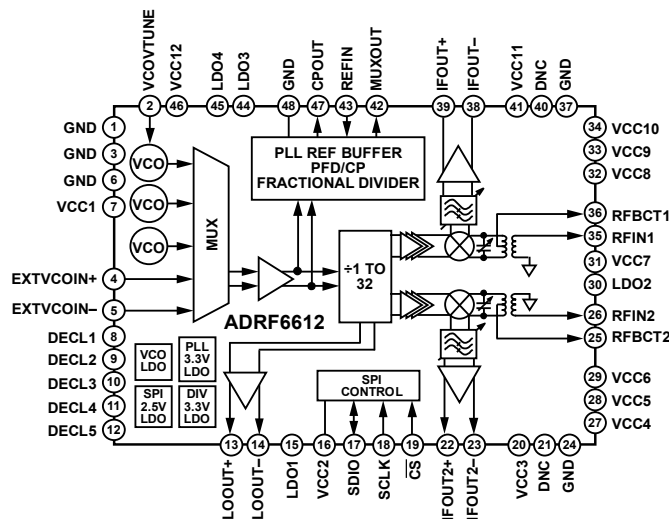 VCOVTUNE
VCC12
LDO4
LDO3
GND
CPOUT
REFIN
MUXOUT
IFOUT+
IFOUT–
VCC11
DNC
GND
2
46
45
44
48
47
43
42
39
38
41
40
37
GND 1
GND 3
GND 6
VCC1 7
EXTVCOIN+ 4
EXTVCOIN– 5
DECL1 8
DECL2 9
DECL3 10
DECL4 11
DECL5 12
VCO
VCO
VCO
MUX
PLL REF BUFFER
PFD/CP
FRACTIONAL DIVIDER
÷1 TO
32
ADRF6612
VCO
LDO
PLL
3.3V
LDO
SPI
2.5V
LDO
DIV
3.3V
LDO
SPI
CONTROL
34 VCC10
33 VCC9
32 VCC8
36 RFBCT1
35 RFIN1
31 VCC7
30 LDO2
26 RFIN2
25 RFBCT2
29 VCC6
28 VCC5
27 VCC4
13
14
15
16
17
18
19
22
23
20
21
24
LOOUT+
LOOUT–
LDO1
VCC2
SDIO
SCLK
CS
IFOUT2+
IFOUT2–
VCC3
DNC
GND